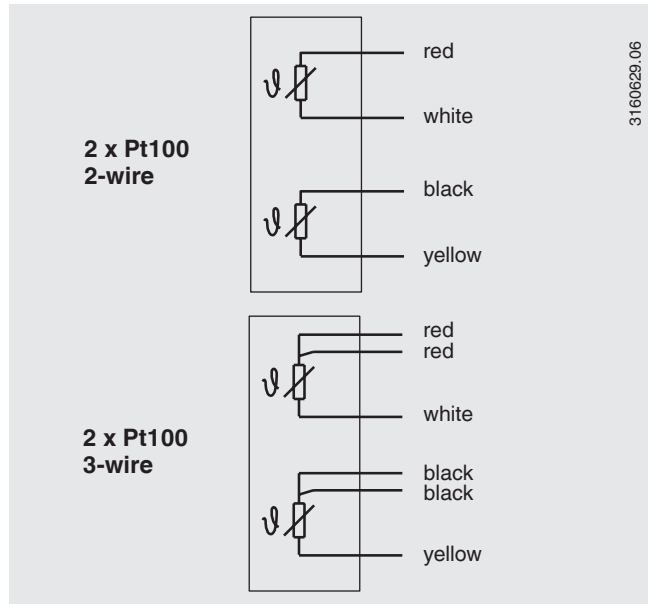 2 x Pt100
2-wire
ϑ
red
white
ϑ
black
yellow
2 x Pt100
3-wire
ϑ
red
red
white
ϑ
black
black
yellow
3160629.06